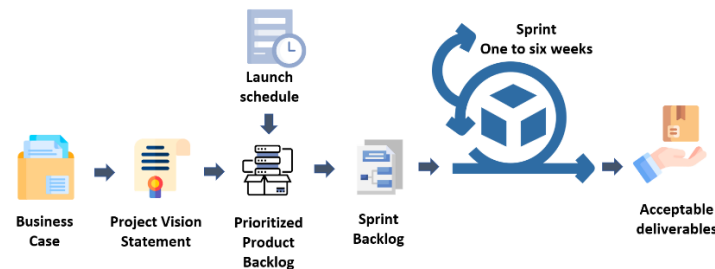 Sprint
One to six weeks
Launch
schedule
Business
Case
Project Vision
Statement
Prioritized
Product
Backlog
Sprint
Backlog
Acceptable
deliverables